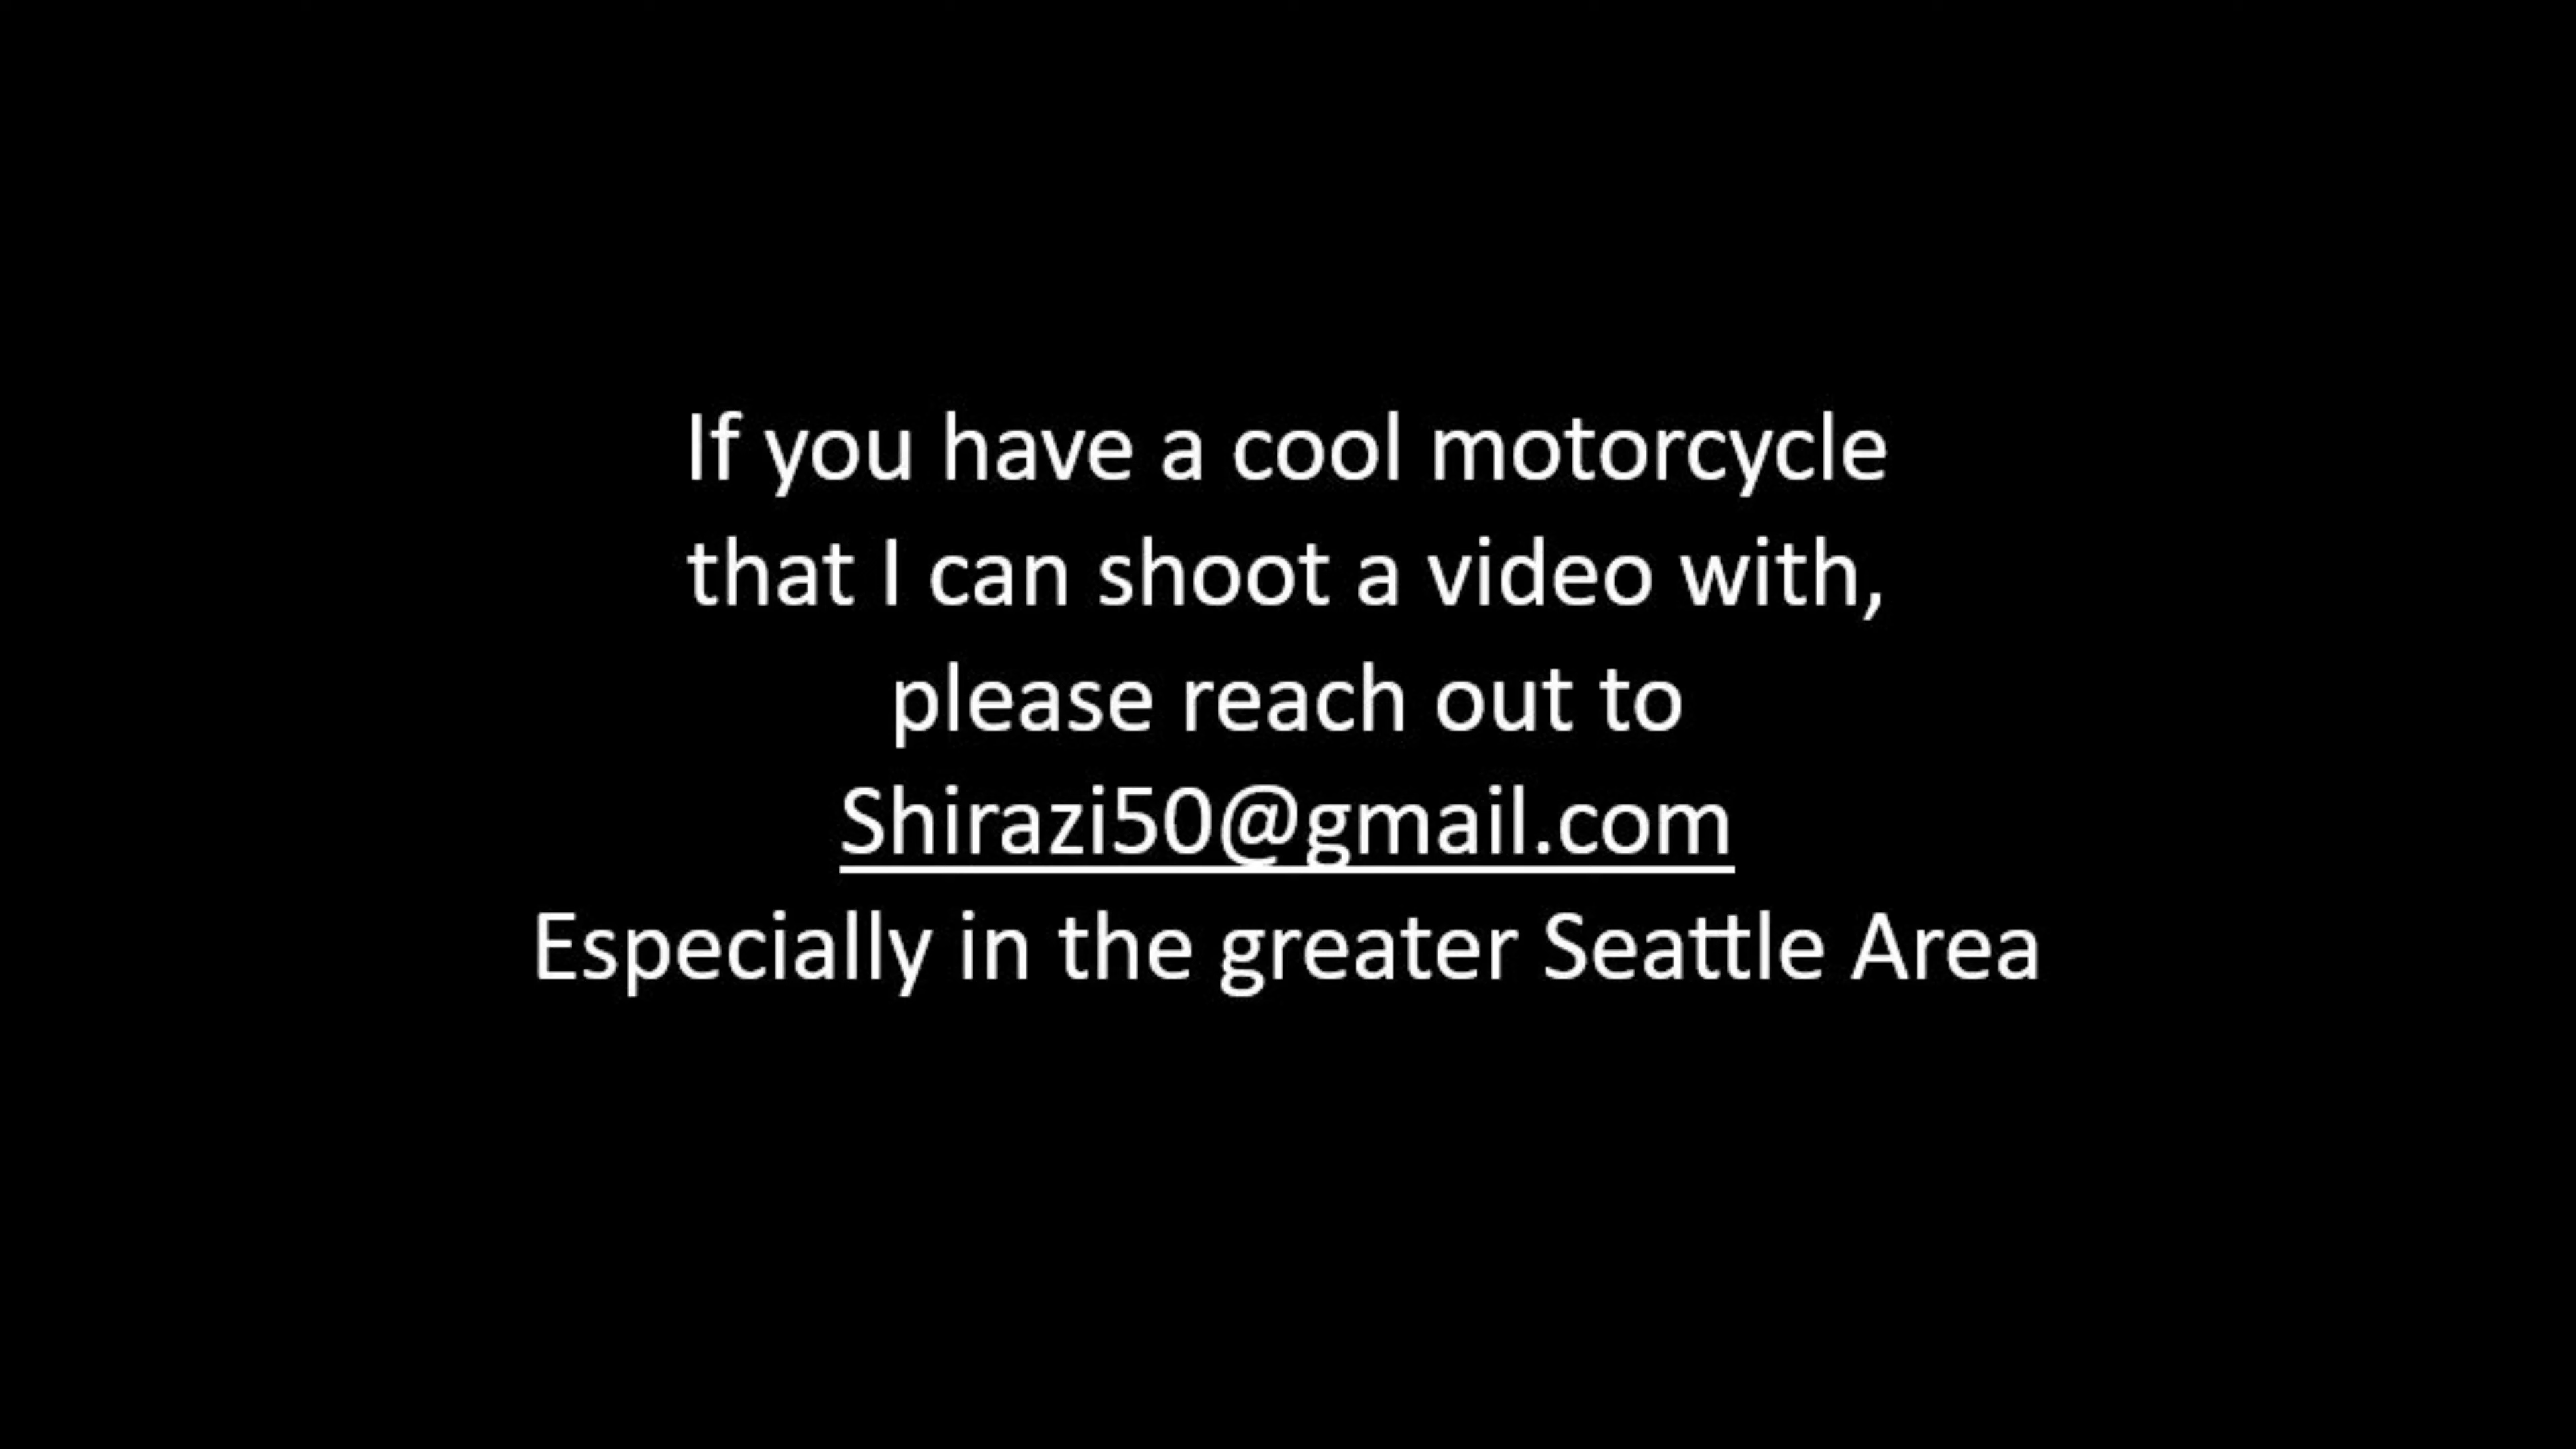 If you have a cool motorcycle
that I can shoot a video with,
please reach out to
Shirazi50@gmail.com
Especially in the greater Seattle Area